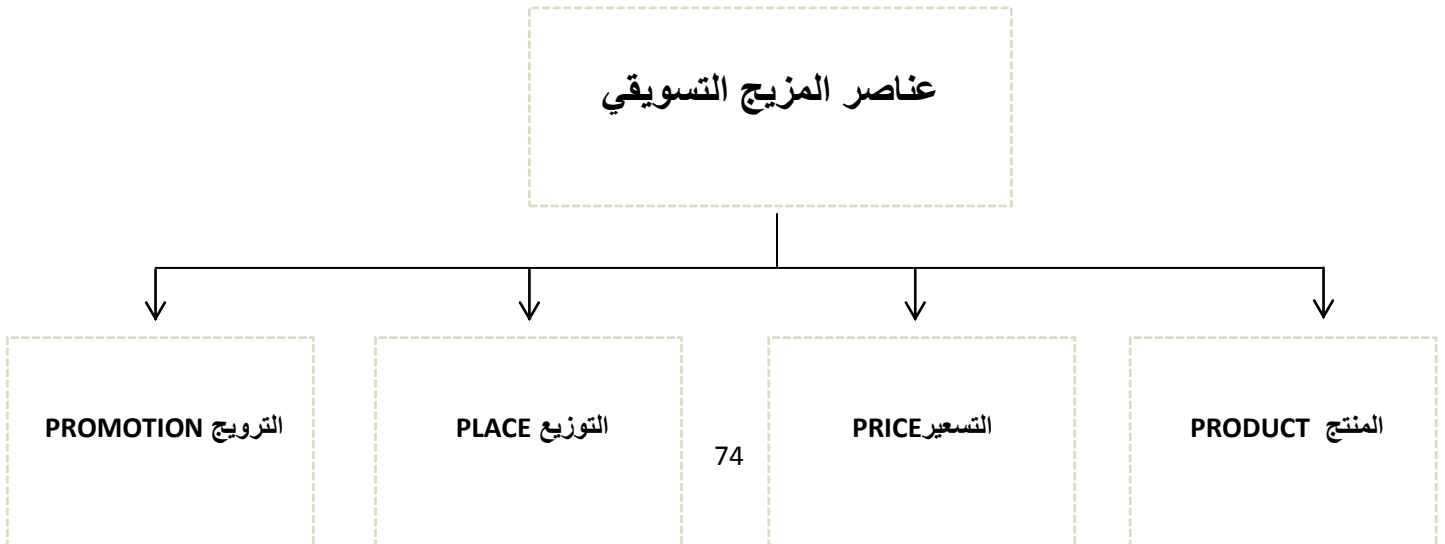 عناصر المزيج التسويقي
المنتج PRODUCT
التسعيرPRICE
التوزيع PLACE
الترويج PROMOTION
74